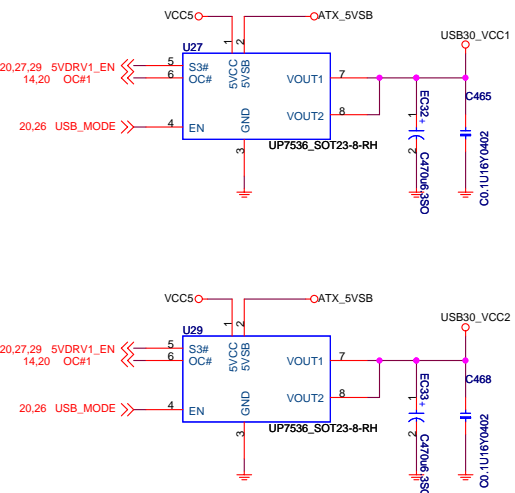 VCC5 ATX_5VSB
USB30_VCC1
U27
1 2
20,27,29 5VDRV1_EN 5 S3# 5VCC 5VSB
14,20 OC#1 6 OC# VOUT1 7
EC32 C465
VOUT2 8 1 +
20,26 USB_MODE 4 EN GND
UP7536_SOT23-8-RH
3 2 C470u6.3SO C0.1U16Y0402
VCC5 ATX_5VSB
USB30_VCC2
U29
1 2
20,27,29 5VDRV1_EN 5 S3# 5VCC 5VSB
14,20 OC#1 6 OC# VOUT1 7
EC33 C468
VOUT2 8 1 +
20,26 USB_MODE 4 EN GND
UP7536_SOT23-8-RH
3 2 C470u6.3SO C0.1U16Y0402